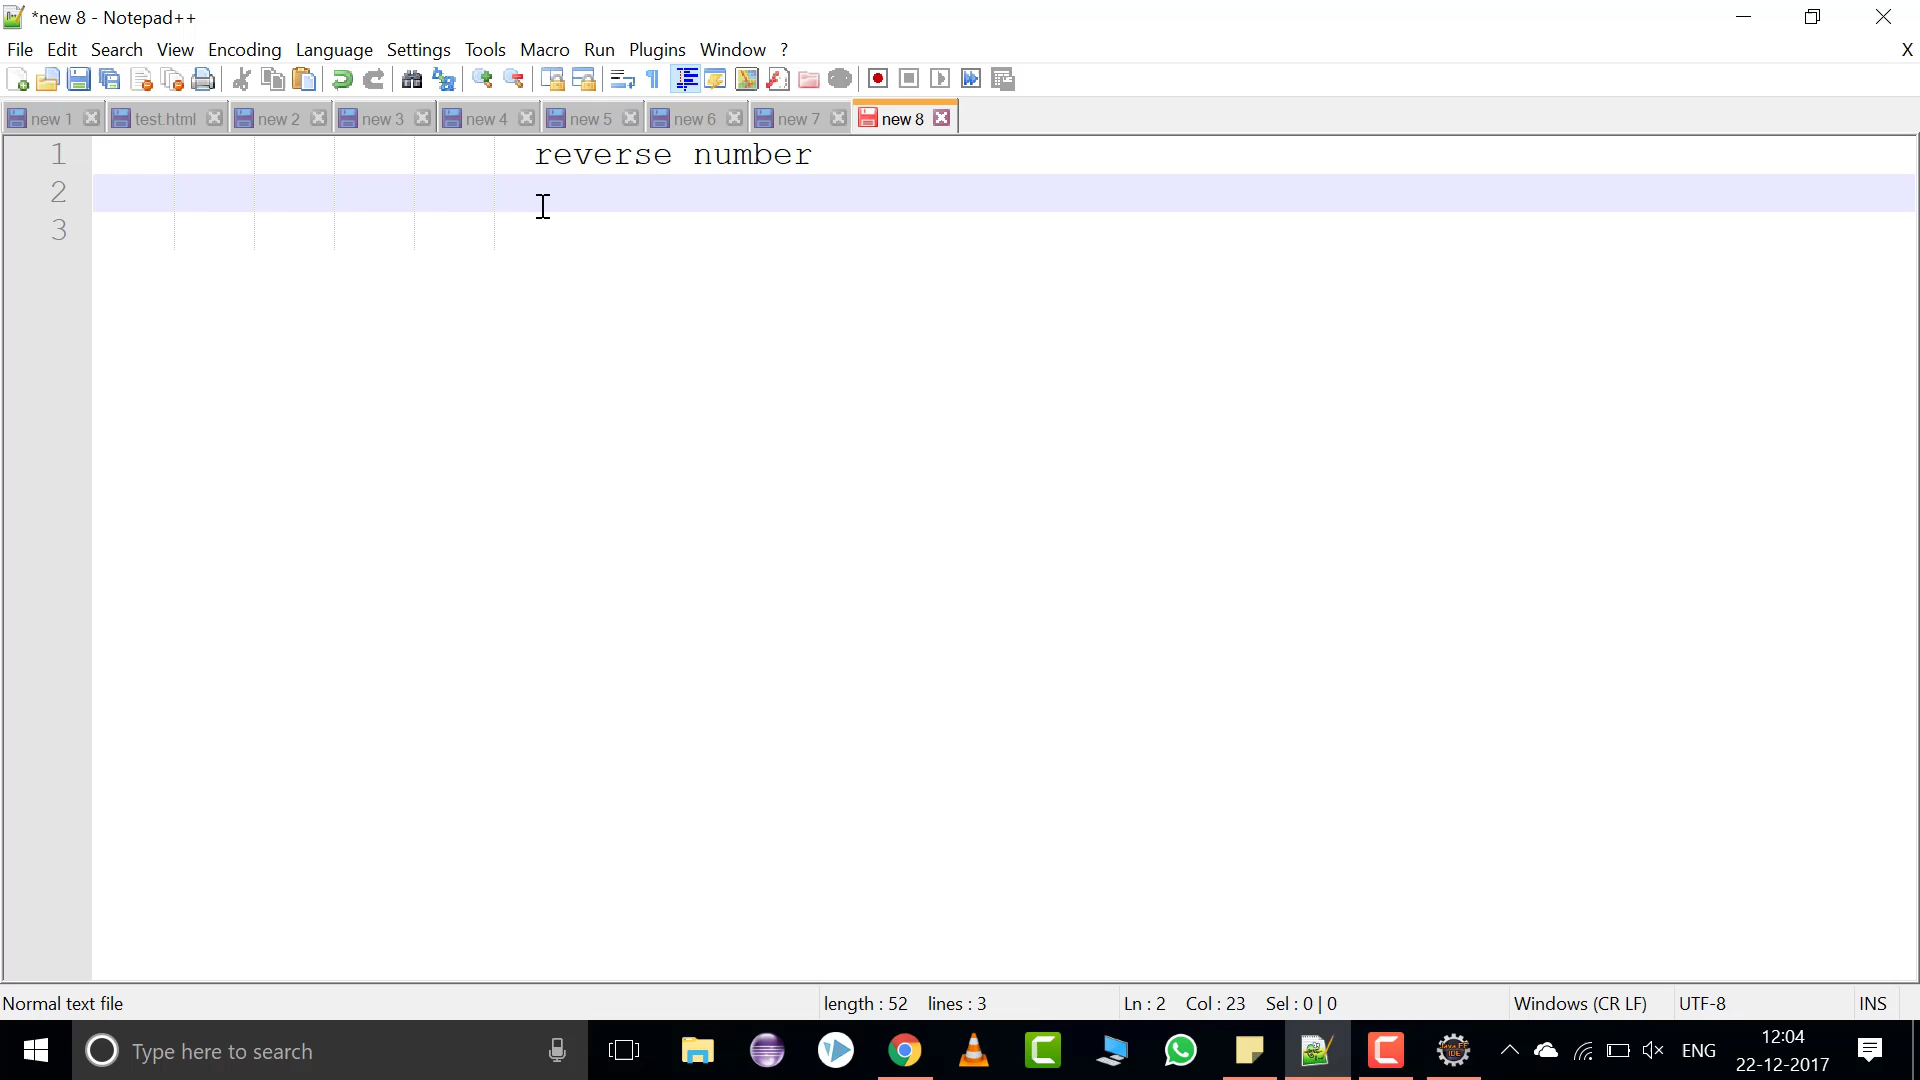 *new 8 - Notepad++
File Edit Search View Encoding Language Settings Tools Macro Run Plugins Window ? X
new 1 test.html new 2 new 3 new 4 new 5 new 6 new 7 new 8
1 reverse number
2
3
Normal text file length : 52 lines : 3 Ln : 2 Col : 23 Sel : 0 | 0 Windows (CR LF) UTF-8 INS
Type here to search ENG 12:04
22-12-2017